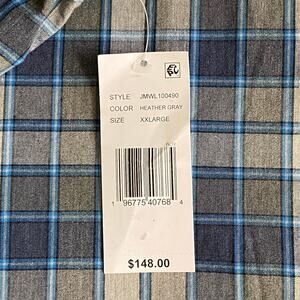 STYLE JMWL100490
COLOR HEATHER GRAY
SIZE XXLARGE
1 96775 40768 4
$148.00